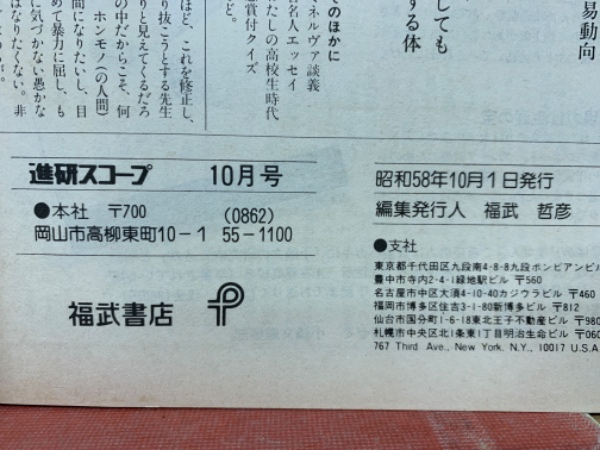 易動向
しても
する体
でのほかに
ネルヴァ談義
名人エッセイ
たしの高校生時代
賞付クイズ
ど。
ほど、これを修正し、
り抜こうとする先生
りと見えてくるだろ
の中だからこそ、何
ホンモノ(の人間)
間になりたいし、目
めて暴力に屈し、も
に気づかない愚かな
はなりたくない。非
進研スコープ 10月号
●本社 〒700 (0862)
岡山市高柳東町10-1 55-1100
福武書店
昭和58年10月1日発行
編集発行人 福武 哲彦
●支社
東京都千代田区九段南4-8-8九段ポンピアンビル
豊中市寺内2-4-1緑地駅ビル 〒560
名古屋市中区大須4-10-40カジウラビル 〒460
福岡市博多区住吉3-1-80新博多ビル 〒812
仙台市国分町1-6-18東北王子不動産ビル 〒980
札幌市中央区北1条東1丁目明治生命ビル 〒060
767 Third Ave., New York. N.Y., 10017 U.S.A